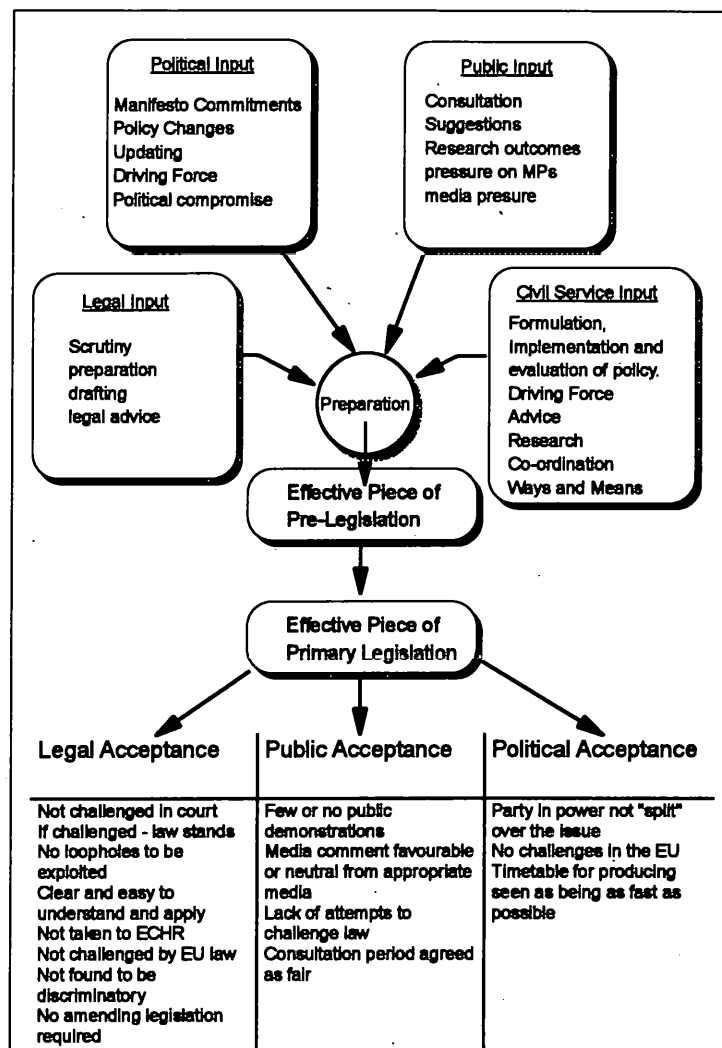 Political Input
Manifesto Commitments
Policy Changes
Updating
Driving Force
Political compromise
Public Input
Consultation
Suggestions
Research outcomes
pressure on MPs
media presure
Legal Input
Scrutiny
preparation
drafting
legal advice
Civil Service Input
Formulation,
Implementation and
evaluation of policy.
Driving Force
Advice
Research
Co-ordination
Ways and Means
Preparation
Effective Piece of
Pre-Legislation
Effective Piece of
Primary Legislation
Legal Acceptance
Not challenged in court
If challenged - law stands
No loopholes to be
exploited
Clear and easy to
understand and apply
Not taken to ECHR
Not challenged by EU law
Not found to be
discriminatory
No amending legislation
required
Public Acceptance
Few or no public
demonstrations
Media comment favourable
or neutral from appropriate
media
Lack of attempts to
challenge law
Consultation period agreed
as fair
Political Acceptance
Party in power not "split"
over the issue
No challenges in the EU
Timetable for producing
seen as being as fast as
possible